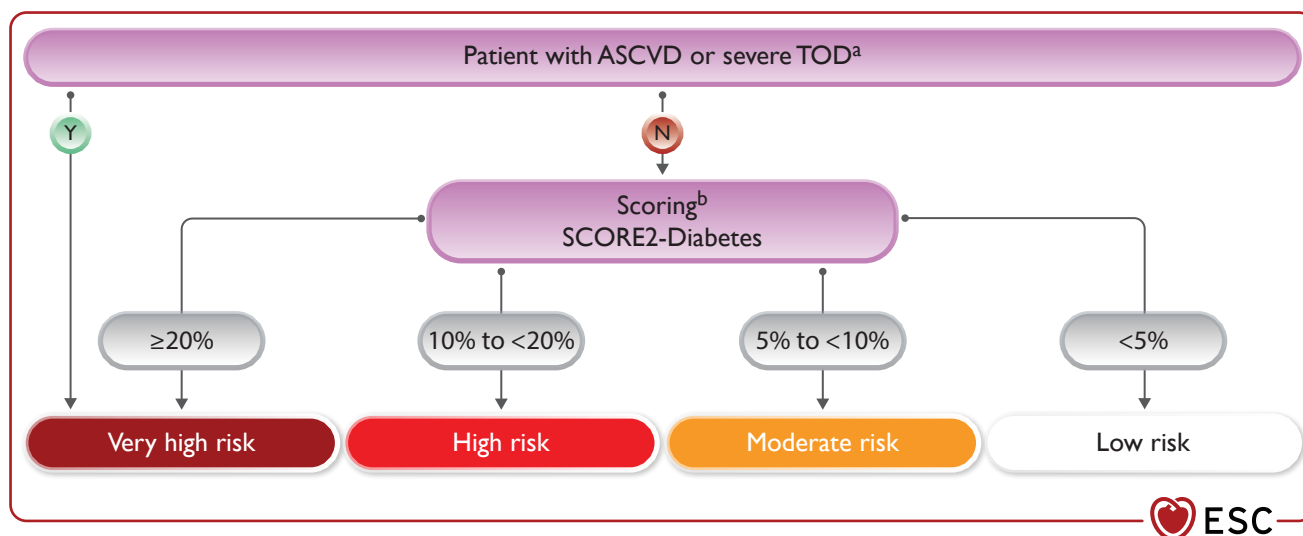 Patient with ASCVD or severe TODᵃ
Y
N
Scoringᵇ
SCORE2-Diabetes
≥20%
10% to <20%
5% to <10%
<5%
Very high risk
High risk
Moderate risk
Low risk
ESC